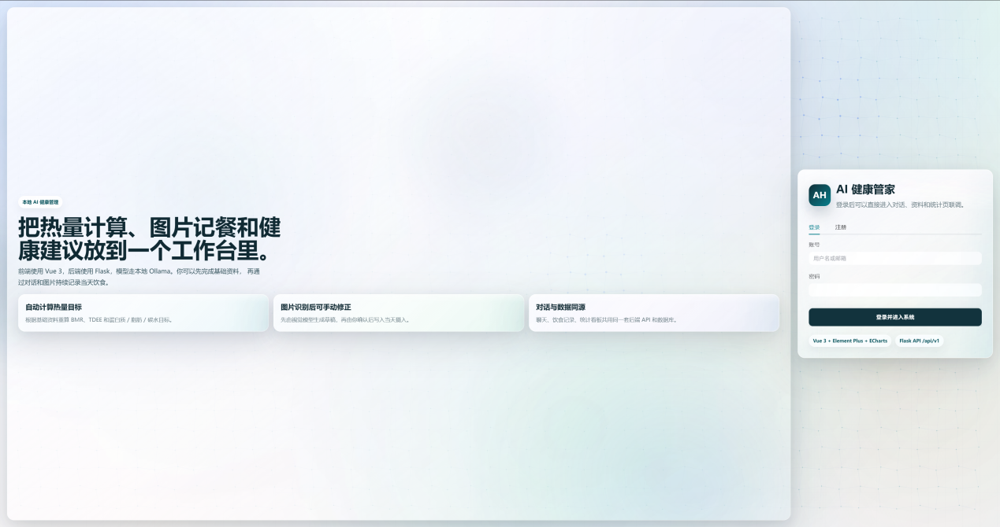 本地 AI 健康管理
把热量计算、图片记餐和健
康建议放到一个工作台里。
前端使用 Vue 3，后端使用 Flask，模型走本地 Ollama。你可以先完成基础资料， 再通
过对话和图片持续记录当天饮食。
自动计算热量目标
根据基础资料重算 BMR、TDEE 和蛋白质 / 脂肪 / 碳水目标。
图片识别后可手动修正
先由视觉模型生成草稿，再由你确认后写入当天摄入。
对话与数据同源
聊天、饮食记录、统计看板共用同一套后端 API 和数据库。
AH
AI 健康管家
登录后可以直接进入对话、资料和统计页联调。
登录 注册
账号
用户名或邮箱
密码
登录并进入系统
Vue 3 + Element Plus + ECharts Flask API /api/v1